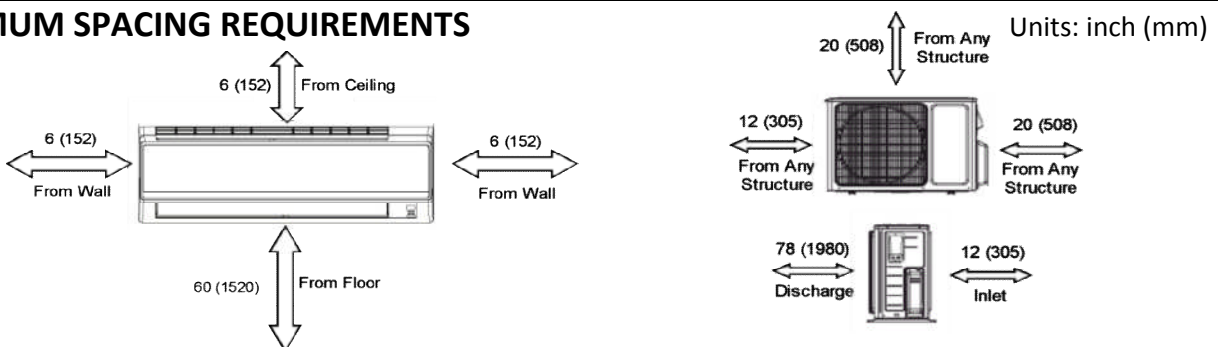 MUM SPACING REQUIREMENTS
Units: inch (mm)
6 (152) From Ceiling
6 (152)
From Wall
6 (152)
From Wall
60 (1520) From Floor
20 (508)
From Any
Structure
12 (305)
From Any
Structure
20 (508)
From Any
Structure
78 (1980)
Discharge
12 (305)
Inlet